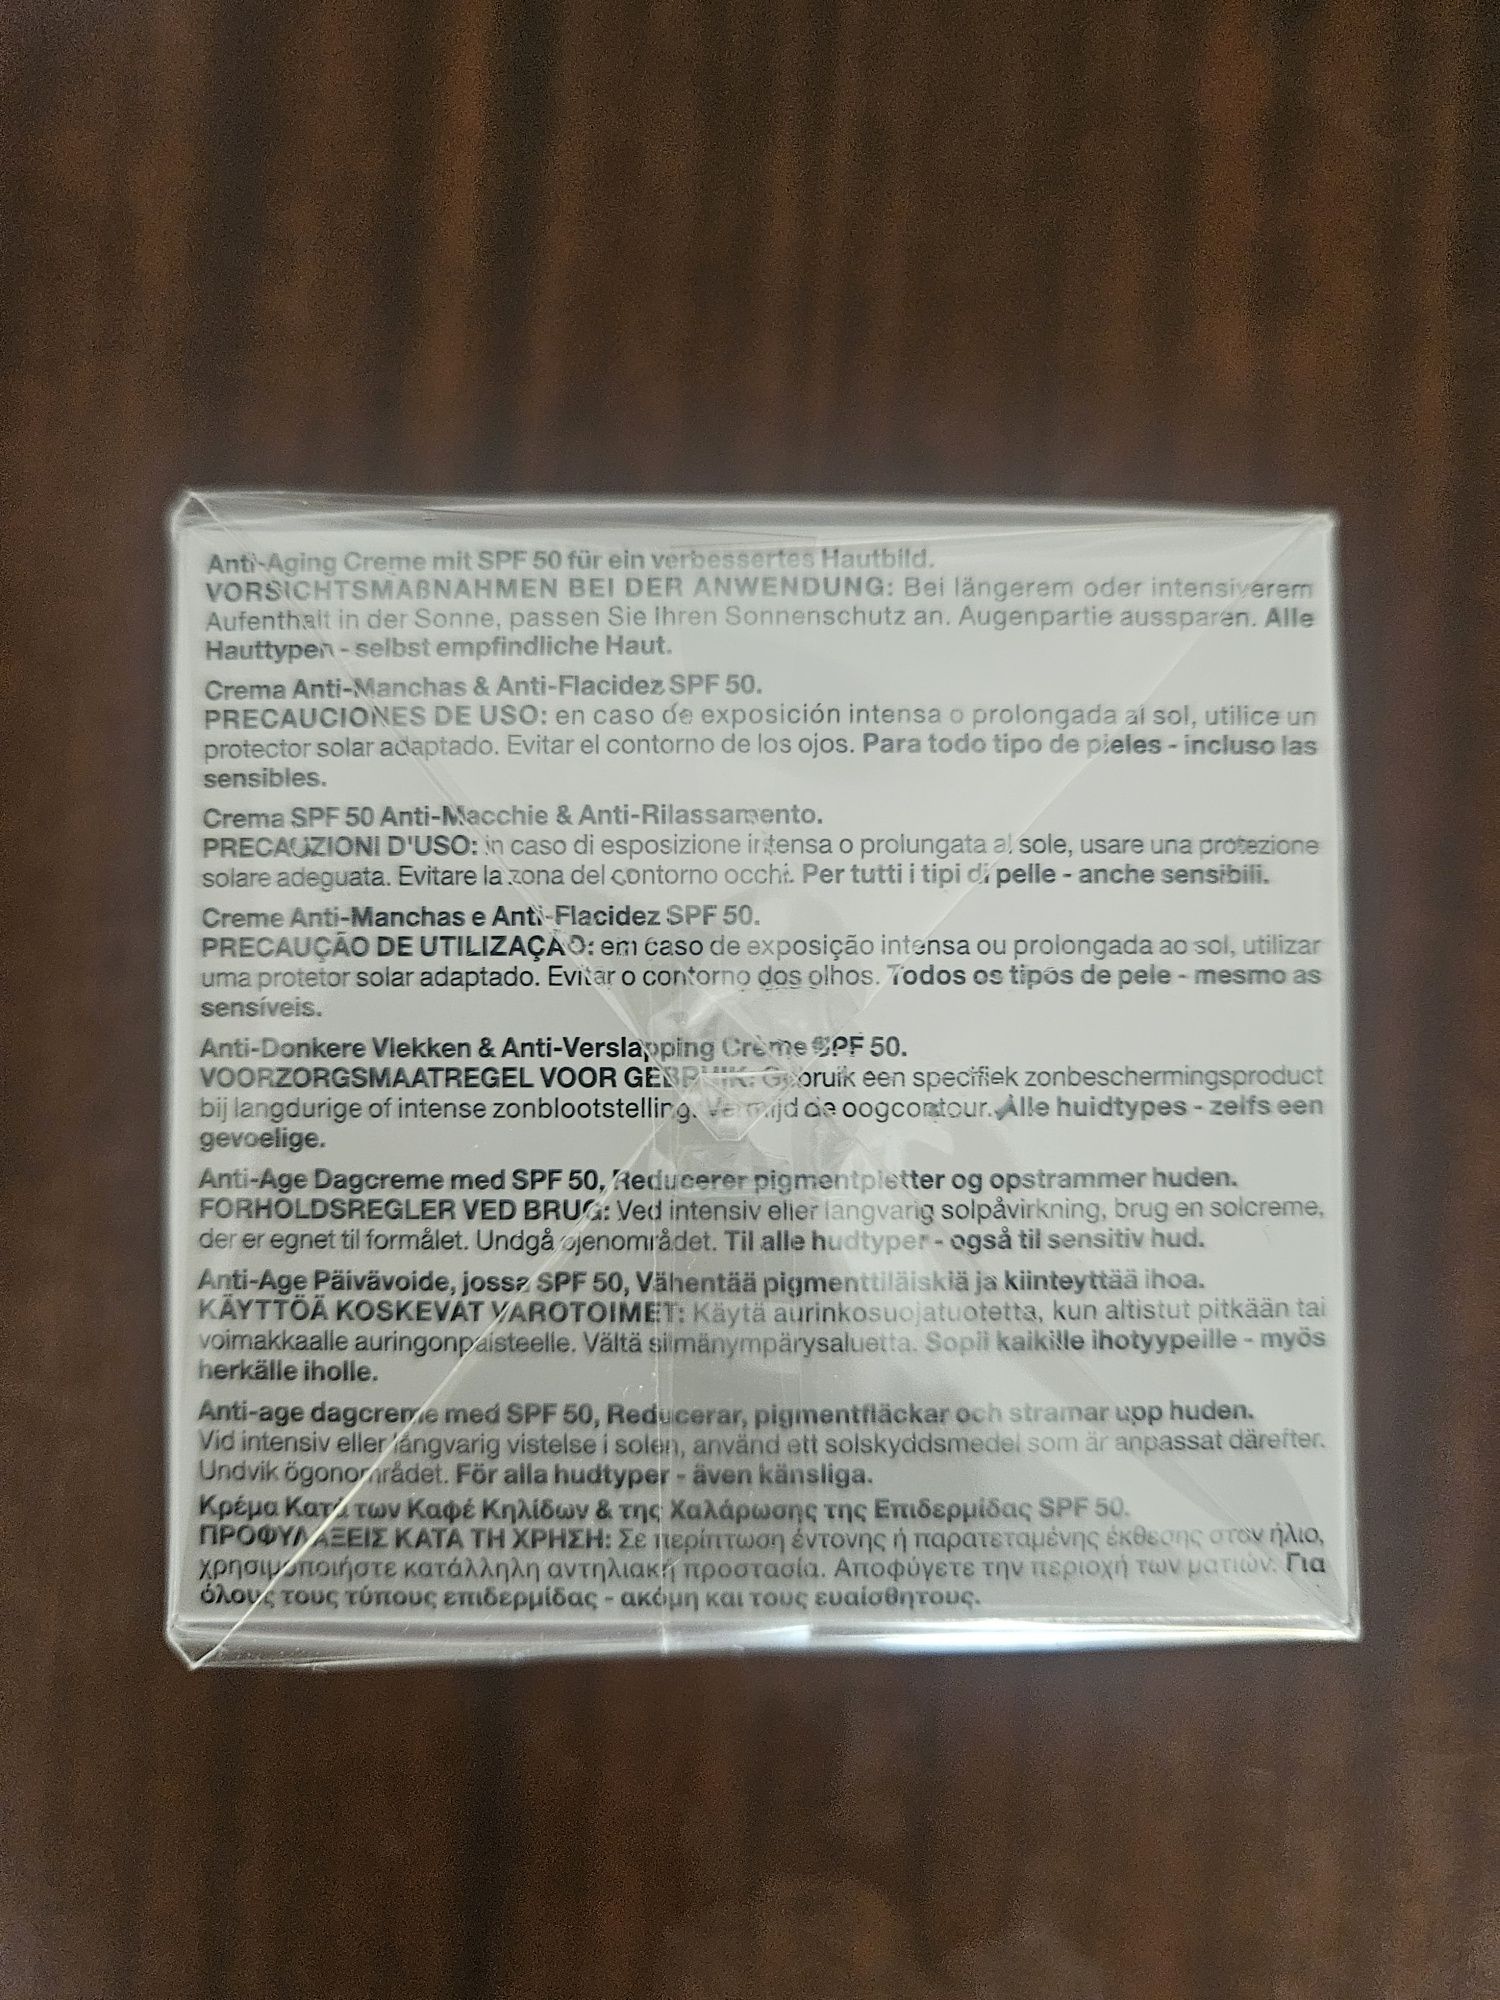 Anti-Aging Creme mit SPF 50 für ein verbessertes Hautbild.
VORSICHTSMAßNAHMEN BEI DER ANWENDUNG: Bei längerem oder intensiverem
Aufenthalt in der Sonne, passen Sie Ihren Sonnenschutz an. Augenpartie aussparen. Alle
Hauttypen - selbst empfindliche Haut.
Crema Anti-Manchas & Anti-Flacidez SPF 50.
PRECAUCIONES DE USO: en caso de exposición intensa o prolongada al sol, utilice un
protector solar adaptado. Evitar el contorno de los ojos. Para todo tipo de pieles - incluso las
sensibles.
Crema SPF 50 Anti-Macchie & Anti-Rilassamento.
PRECAUZIONI D'USO: in caso di esposizione intensa o prolungata al sole, usare una protezione
solare adeguata. Evitare la zona del contorno occhi. Per tutti i tipi di pelle - anche sensibili.
Creme Anti-Manchas e Anti-Flacidez SPF 50.
PRECAUÇÃO DE UTILIZAÇÃO: em caso de exposição intensa ou prolongada ao sol, utilizar
uma protetor solar adaptado. Evitar o contorno dos olhos. Todos os tipos de pele - mesmo as
sensíveis.
Anti-Donkere Vlekken & Anti-Verslapping Crème SPF 50.
VOORZORGSMAATREGEL VOOR GEBRUIK: Gebruik een specifiek zonbeschermingsproduct
bij langdurige of intense zonblootstelling. Vermijd de oogcontour. Alle huidtypes - zelfs een
gevoelige.
Anti-Age Dagcreme med SPF 50, Reducerer pigmentpletter og opstrammer huden.
FORHOLDSREGLER VED BRUG: Ved intensiv eller langvarig solpåvirkning, brug en solcreme,
der er egnet til formålet. Undgå øjenområdet. Til alle hudtyper - også til sensitiv hud.
Anti-Age Päivävoide, jossa SPF 50, Vähentää pigmenttiläiskiä ja kiinteyttää ihoa.
KÄYTTÖÄ KOSKEVAT VAROTOIMET: Käytä aurinkosuojatuotetta, kun altistut pitkään tai
voimakkaalle auringonpaisteelle. Vältä silmänympärysaluetta. Sopii kaikille ihotyypeille - myös
herkälle iholle.
Anti-age dagcreme med SPF 50, Reducerar, pigmentfläckar och stramar upp huden.
Vid intensiv eller långvarig vistelse i solen, använd ett solskyddsmedel som är anpassat därefter.
Undvik ögonområdet. För alla hudtyper - även känsliga.
Κρέμα Κατά των Καφέ Κηλίδων & της Χαλάρωσης της Επιδερμίδας SPF 50.
ΠΡΟΦΥΛΑΞΕΙΣ ΚΑΤΑ ΤΗ ΧΡΗΣΗ: Σε περίπτωση έντονης ή παρατεταμένης έκθεσης στον ήλιο,
χρησιμοποιήστε κατάλληλη αντηλιακή προστασία. Αποφύγετε την περιοχή των ματιών. Για
όλους τους τύπους επιδερμίδας - ακόμη και τους ευαίσθητους.